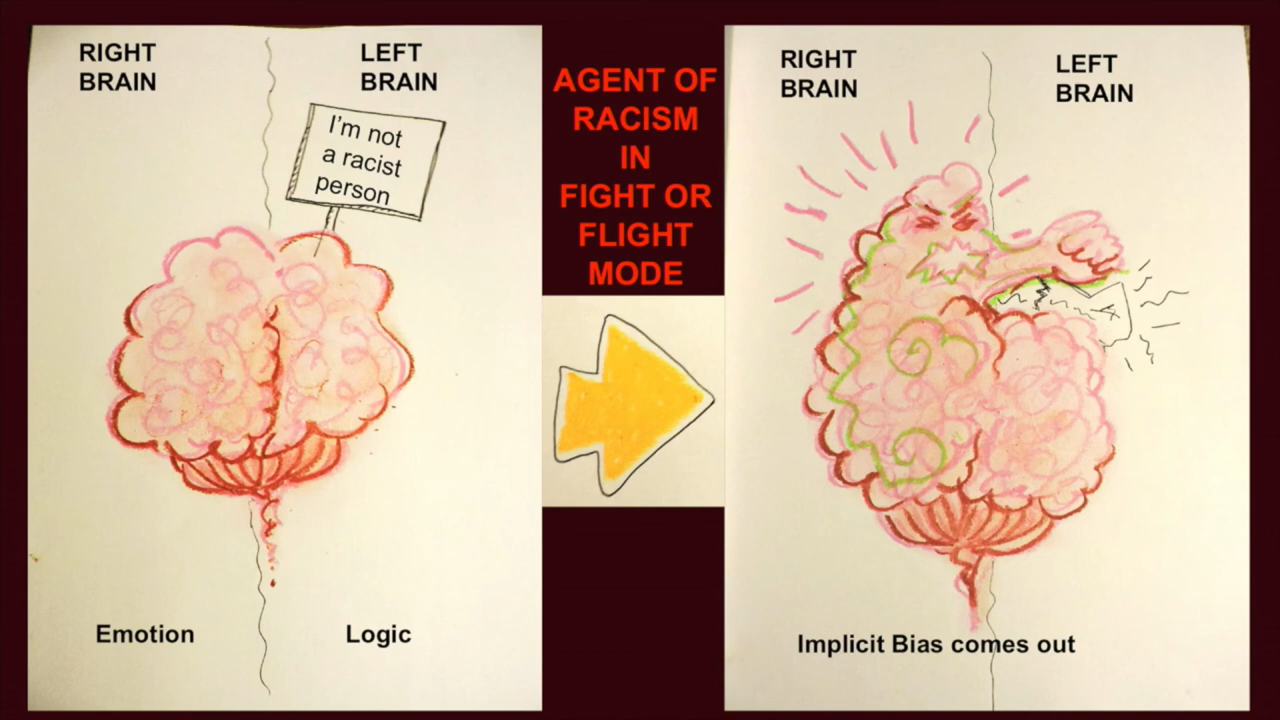 RIGHT
BRAIN
LEFT
BRAIN
I'm not
a racist
person
Emotion
Logic
AGENT OF
RACISM
IN
FIGHT OR
FLIGHT
MODE
RIGHT
BRAIN
LEFT
BRAIN
Implicit Bias comes out